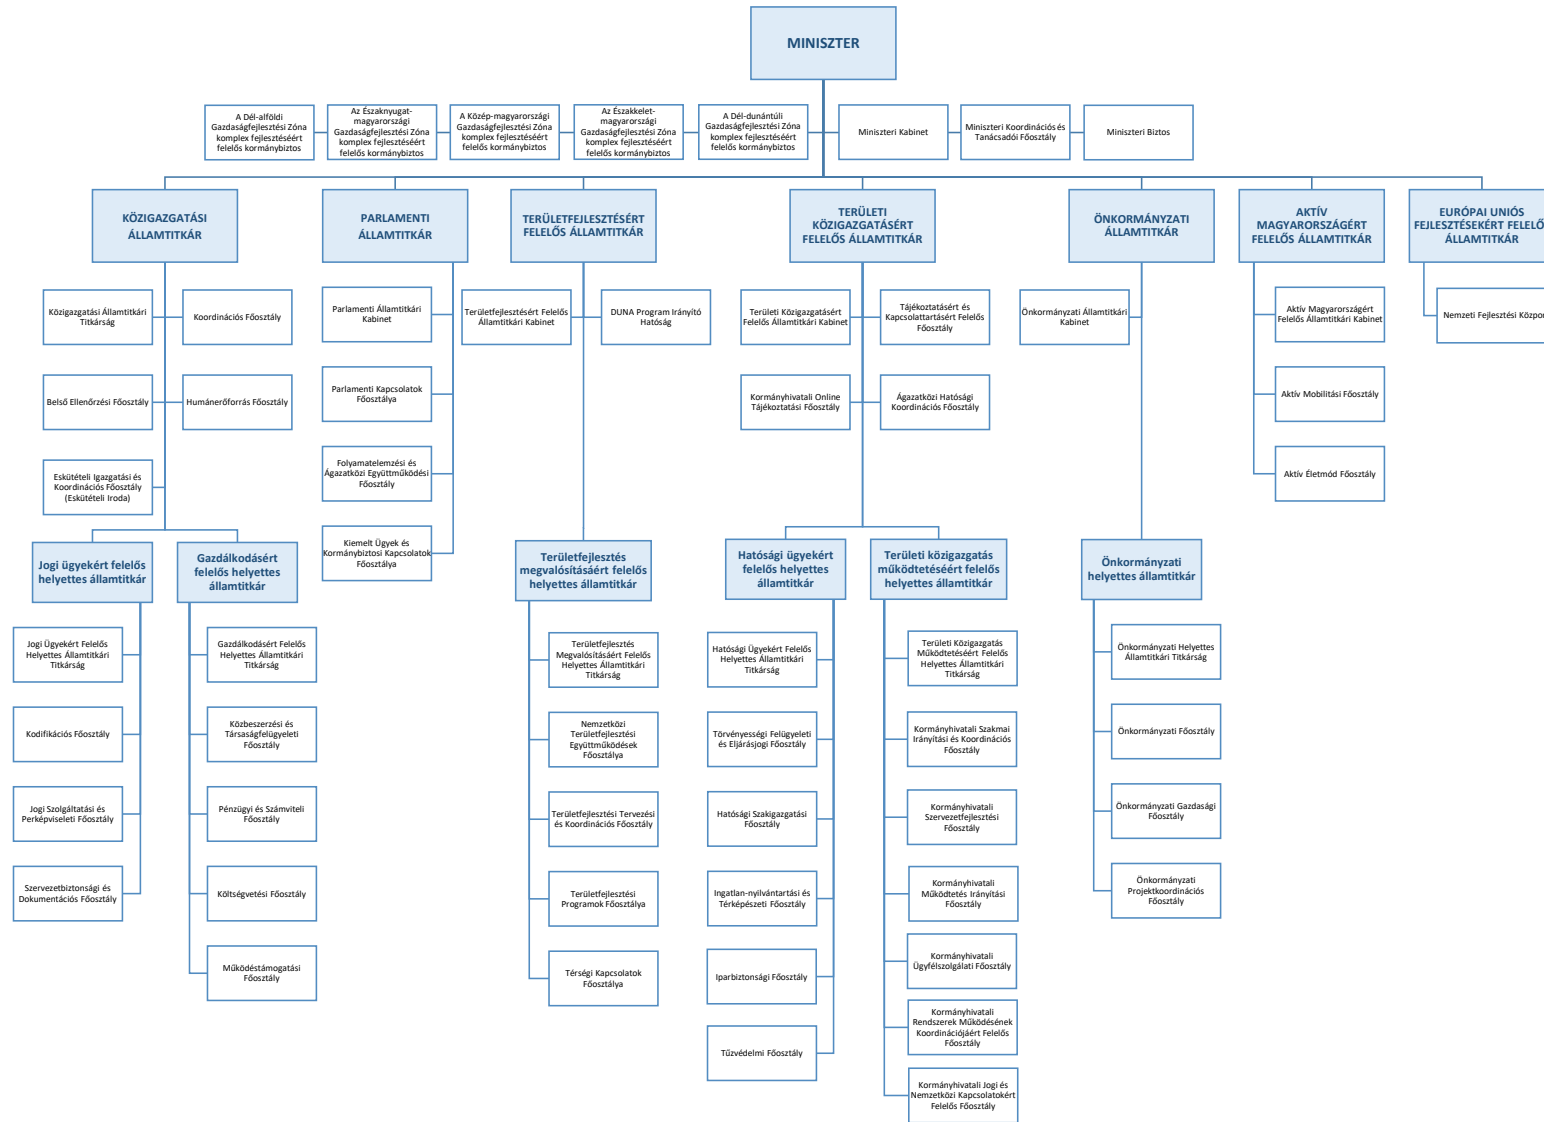 MINISZTER
A Dél-alföldi
Gazdaságfejlesztési Zóna
komplex fejlesztéséért
felelős kormánybiztos
Az Északnyugat-
magyarországi
Gazdaságfejlesztési Zóna
komplex fejlesztéséért
felelős kormánybiztos
A Közép-magyarországi
Gazdaságfejlesztési Zóna
komplex fejlesztéséért
felelős kormánybiztos
Az Északkelet-
magyarországi
Gazdaságfejlesztési Zóna
komplex fejlesztéséért
felelős kormánybiztos
A Dél-dunántúli
Gazdaságfejlesztési Zóna
komplex fejlesztéséért
felelős kormánybiztos
Miniszteri Kabinet
Miniszteri Koordinációs és
Tanácsadói Főosztály
Miniszteri Biztos
KÖZIGAZGATÁSI
ÁLLAMTITKÁR
PARLAMENTI
ÁLLAMTITKÁR
TERÜLETFEJLESZTÉSÉRT
FELELŐS ÁLLAMTITKÁR
TERÜLETI
KÖZIGAZGATÁSÉRT
FELELŐS ÁLLAMTITKÁR
ÖNKORMÁNYZATI
ÁLLAMTITKÁR
AKTÍV
MAGYARORSZÁGÉRT
FELELŐS ÁLLAMTITKÁR
EURÓPAI UNIÓS
FEJLESZTÉSEKÉRT FELELŐ
ÁLLAMTITKÁR
Közigazgatási Államtitkári
Titkárság
Koordinációs Főosztály
Belső Ellenőrzési Főosztály
Humánerőforrás Főosztály
Eskütételi Igazgatási és
Koordinációs Főosztály
(Eskütételi Iroda)
Parlamenti Államtitkári
Kabinet
Parlamenti Kapcsolatok
Főosztálya
Folyamatelemzési és
Ágazatközi Együttműködési
Főosztály
Kiemelt Ügyek és
Kormánybiztosi Kapcsolatok
Főosztálya
Területfejlesztésért Felelős
Államtitkári Kabinet
DUNA Program Irányító
Hatóság
Területi Közigazgatásért
Felelős Államtitkári Kabinet
Tájékoztatásért és
Kapcsolattartásért Felelős
Főosztály
Kormányhivatali Online
Tájékoztatási Főosztály
Ágazatközi Hatósági
Koordinációs Főosztály
Önkormányzati Államtitkári
Kabinet
Aktív Magyarországért
Felelős Államtitkári Kabinet
Aktív Mobilitási Főosztály
Aktív Életmód Főosztály
Nemzeti Fejlesztési Központ
Jogi ügyekért felelős
helyettes államtitkár
Gazdálkodásért
felelős helyettes
államtitkár
Területfejlesztés
megvalósításáért felelős
helyettes államtitkár
Hatósági ügyekért
felelős helyettes
államtitkár
Területi közigazgatás
működtetéséért felelős
helyettes államtitkár
Önkormányzati
helyettes államtitkár
Jogi Ügyekért Felelős
Helyettes Államtitkári
Titkárság
Kodifikációs Főosztály
Jogi Szolgáltatási és
Perképviseleti Főosztály
Szervezetbiztonsági és
Dokumentációs Főosztály
Gazdálkodásért Felelős
Helyettes Államtitkári
Titkárság
Közbeszerzési és
Társaságfelügyeleti
Főosztály
Pénzügyi és Számviteli
Főosztály
Költségvetési Főosztály
Működéstámogatási
Főosztály
Területfejlesztés
Megvalósításáért Felelős
Helyettes Államtitkári
Titkárság
Nemzetközi
Területfejlesztési
Együttműködések
Főosztálya
Területfejlesztési Tervezési
és Koordinációs Főosztály
Területfejlesztési
Programok Főosztálya
Térségi Kapcsolatok
Főosztálya
Hatósági Ügyekért Felelős
Helyettes Államtitkári
Titkárság
Törvényességi Felügyeleti
és Eljárásjogi Főosztály
Hatósági Szakigazgatási
Főosztály
Ingatlan-nyilvántartási és
Térképészeti Főosztály
Iparbiztonsági Főosztály
Tűzvédelmi Főosztály
Területi Közigazgatás
Működtetéséért Felelős
Helyettes Államtitkári
Titkárság
Kormányhivatali Szakmai
Irányítási és Koordinációs
Főosztály
Kormányhivatali
Szervezetfejlesztési
Főosztály
Kormányhivatali
Működtetés Irányítási
Főosztály
Kormányhivatali
Ügyfélszolgálati Főosztály
Kormányhivatali
Rendszerek Működésének
Koordinációjáért Felelős
Főosztály
Kormányhivatali Jogi és
Nemzetközi Kapcsolatokért
Felelős Főosztály
Önkormányzati Helyettes
Államtitkári Titkárság
Önkormányzati Főosztály
Önkormányzati Gazdasági
Főosztály
Önkormányzati
Projektkoordinációs
Főosztály